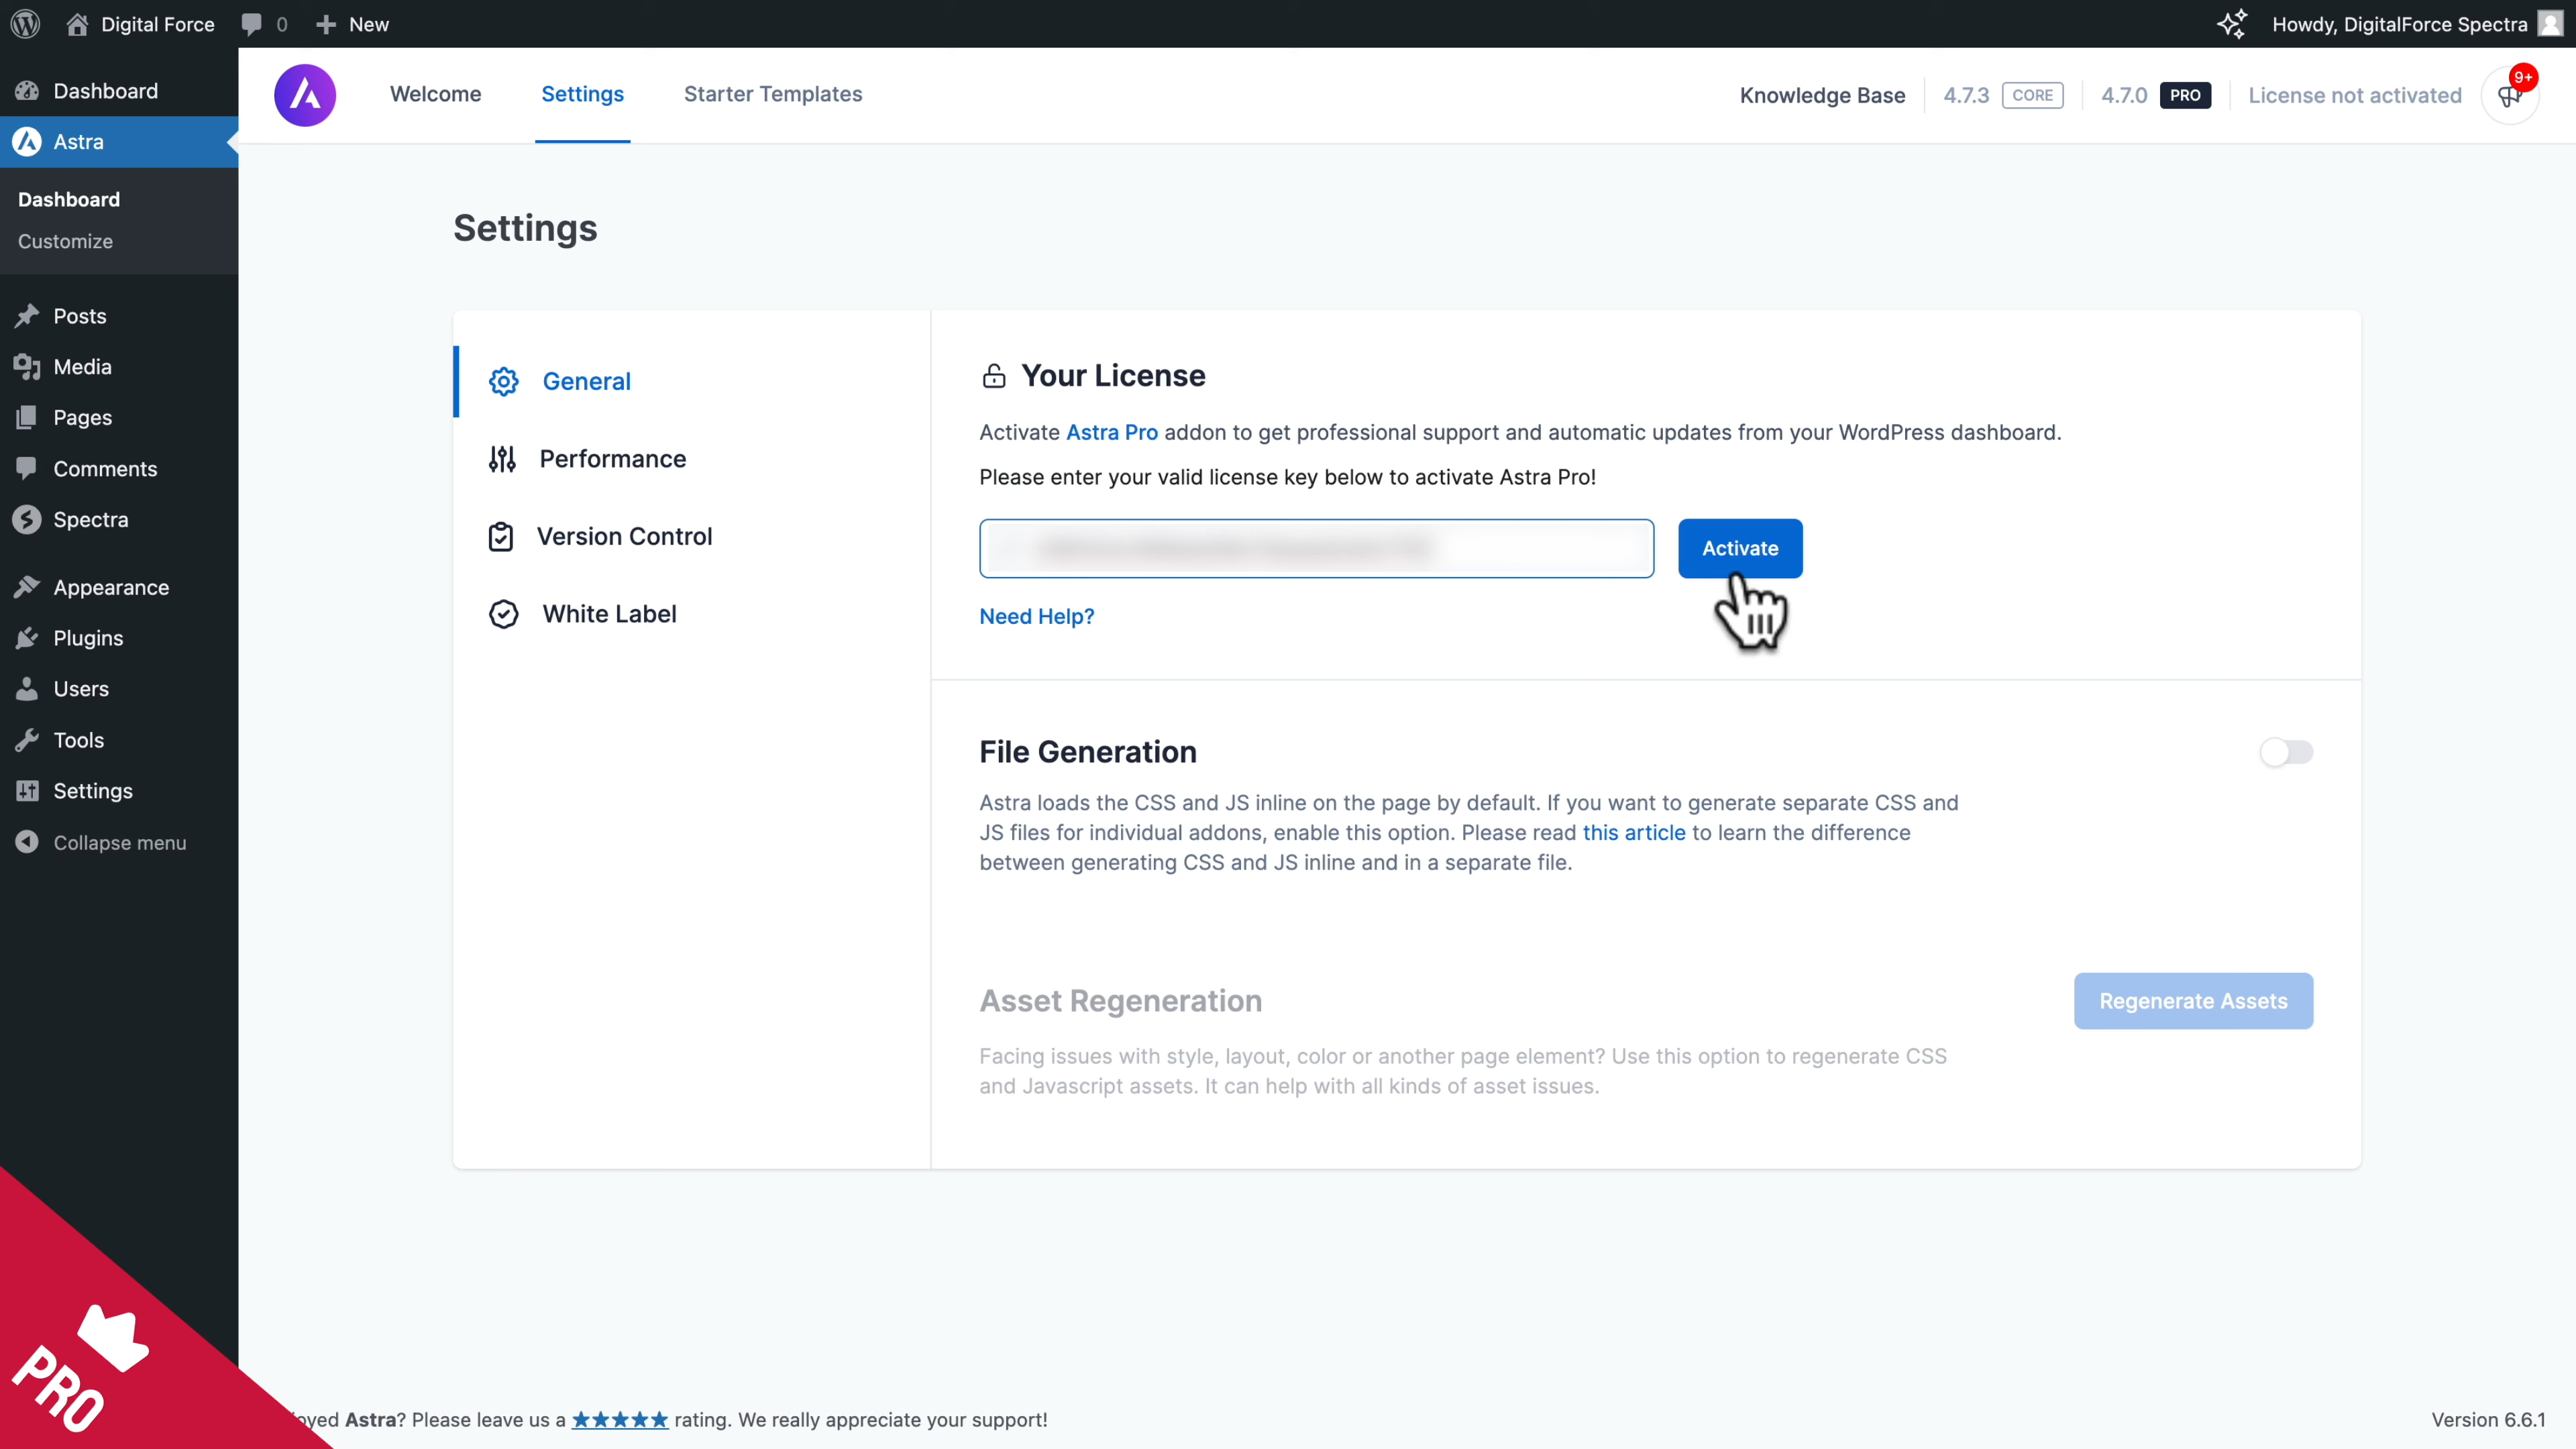 Digital Force
0
New
Howdy, DigitalForce Spectra
Dashboard
Astra
Dashboard
Customize
Posts
Media
Pages
Comments
Spectra
Appearance
Plugins
Users
Tools
Settings
Collapse menu
Welcome
Settings
Starter Templates
Knowledge Base
4.7.3 CORE
4.7.0 PRO
License not activated
9+
Settings
General
Performance
Version Control
White Label
Your License
Activate Astra Pro addon to get professional support and automatic updates from your WordPress dashboard.
Please enter your valid license key below to activate Astra Pro!
Activate
Need Help?
File Generation
Astra loads the CSS and JS inline on the page by default. If you want to generate separate CSS and
JS files for individual addons, enable this option. Please read this article to learn the difference
between generating CSS and JS inline and in a separate file.
Asset Regeneration
Regenerate Assets
Facing issues with style, layout, color or another page element? Use this option to regenerate CSS
and Javascript assets. It can help with all kinds of asset issues.
PRO
Astra? Please leave us a ★★★★★ rating. We really appreciate your support!
Version 6.6.1